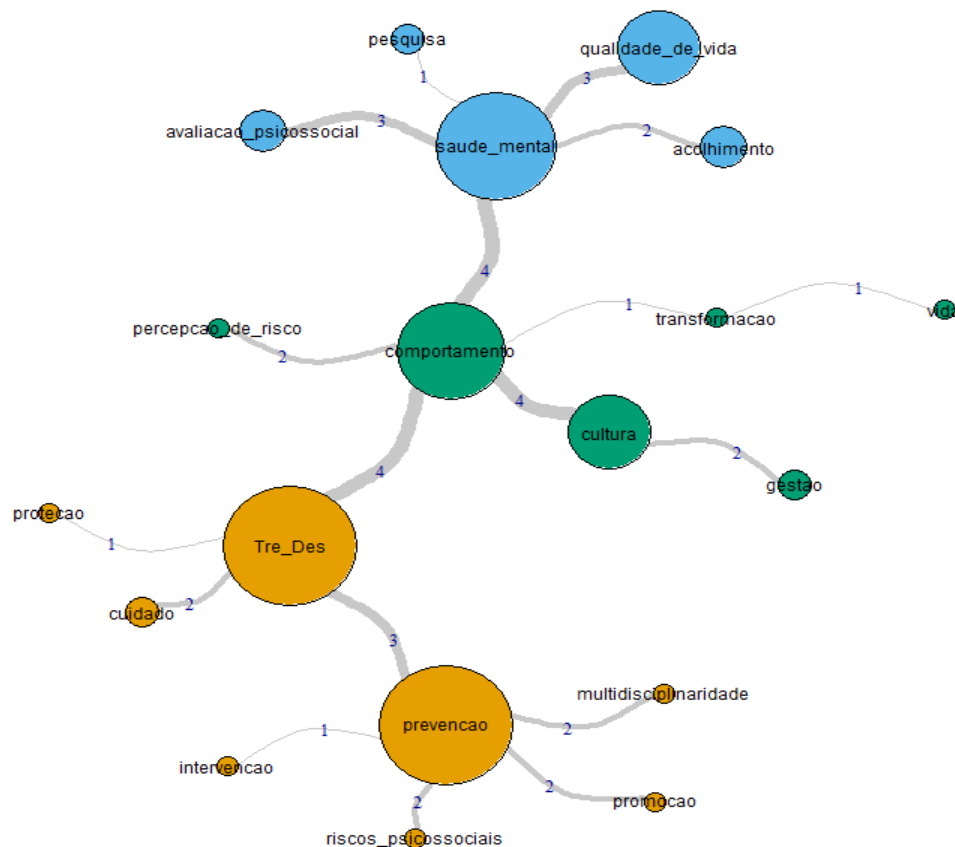 pesquisa
qualidade_de_vida
1
3
avaliacao_psicossocial
3
saude_mental
2
acolhimento
4
percepcao_de_risco
2
comportamento
1
transformacao
1
vida
4
cultura
2
gestao
4
protecao
1
Tre_Des
cuidado
2
3
multidisciplinaridade
prevencao
2
1
intervencao
2
2
promocao
riscos_psicossociais